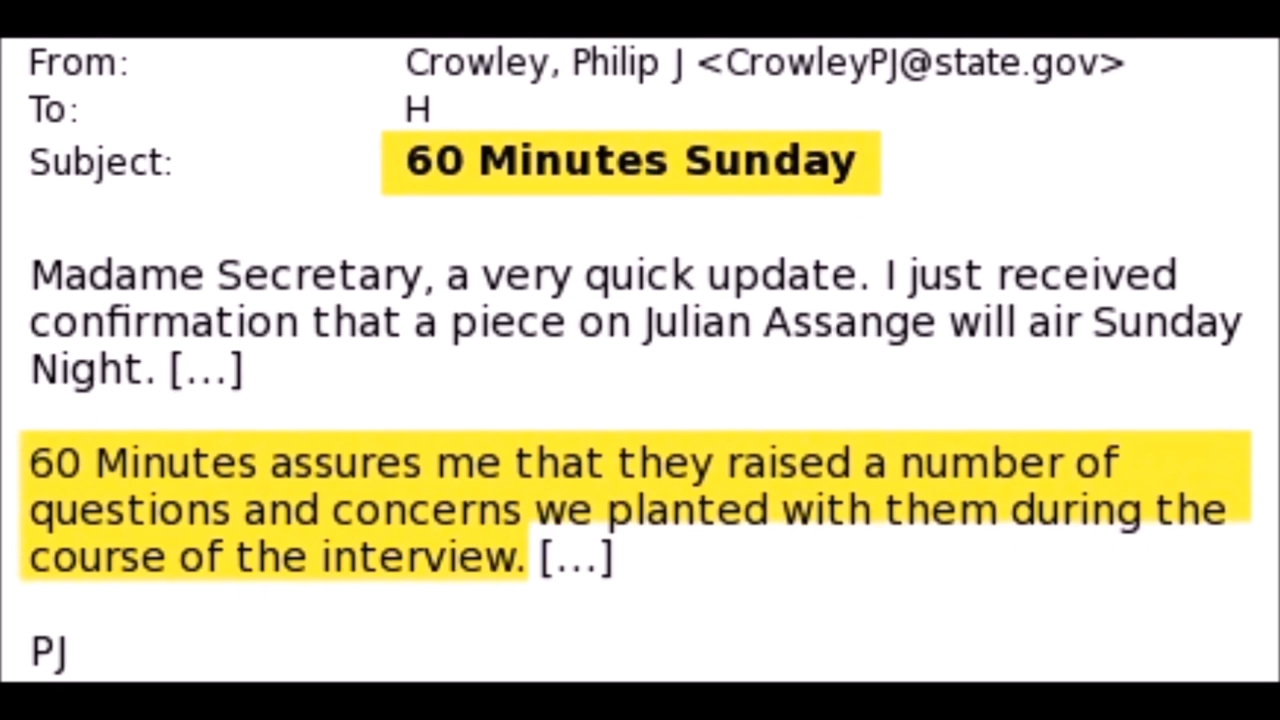 From: Crowley, Philip J <CrowleyPJ@state.gov>
To: H
Subject: 60 Minutes Sunday
Madame Secretary, a very quick update. I just received
confirmation that a piece on Julian Assange will air Sunday
Night. [...]
60 Minutes assures me that they raised a number of
questions and concerns we planted with them during the
course of the interview. [...]
PJ